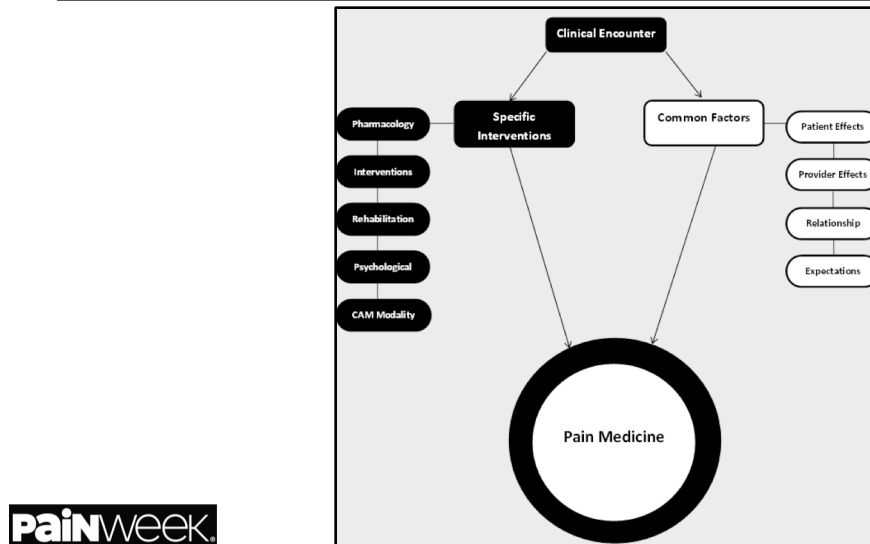 Clinical Encounter
Specific
Interventions
Common Factors
Pharmacology
Interventions
Rehabilitation
Psychological
CAM Modality
Patient Effects
Provider Effects
Relationship
Expectations
Pain Medicine
PaiNWEEK.